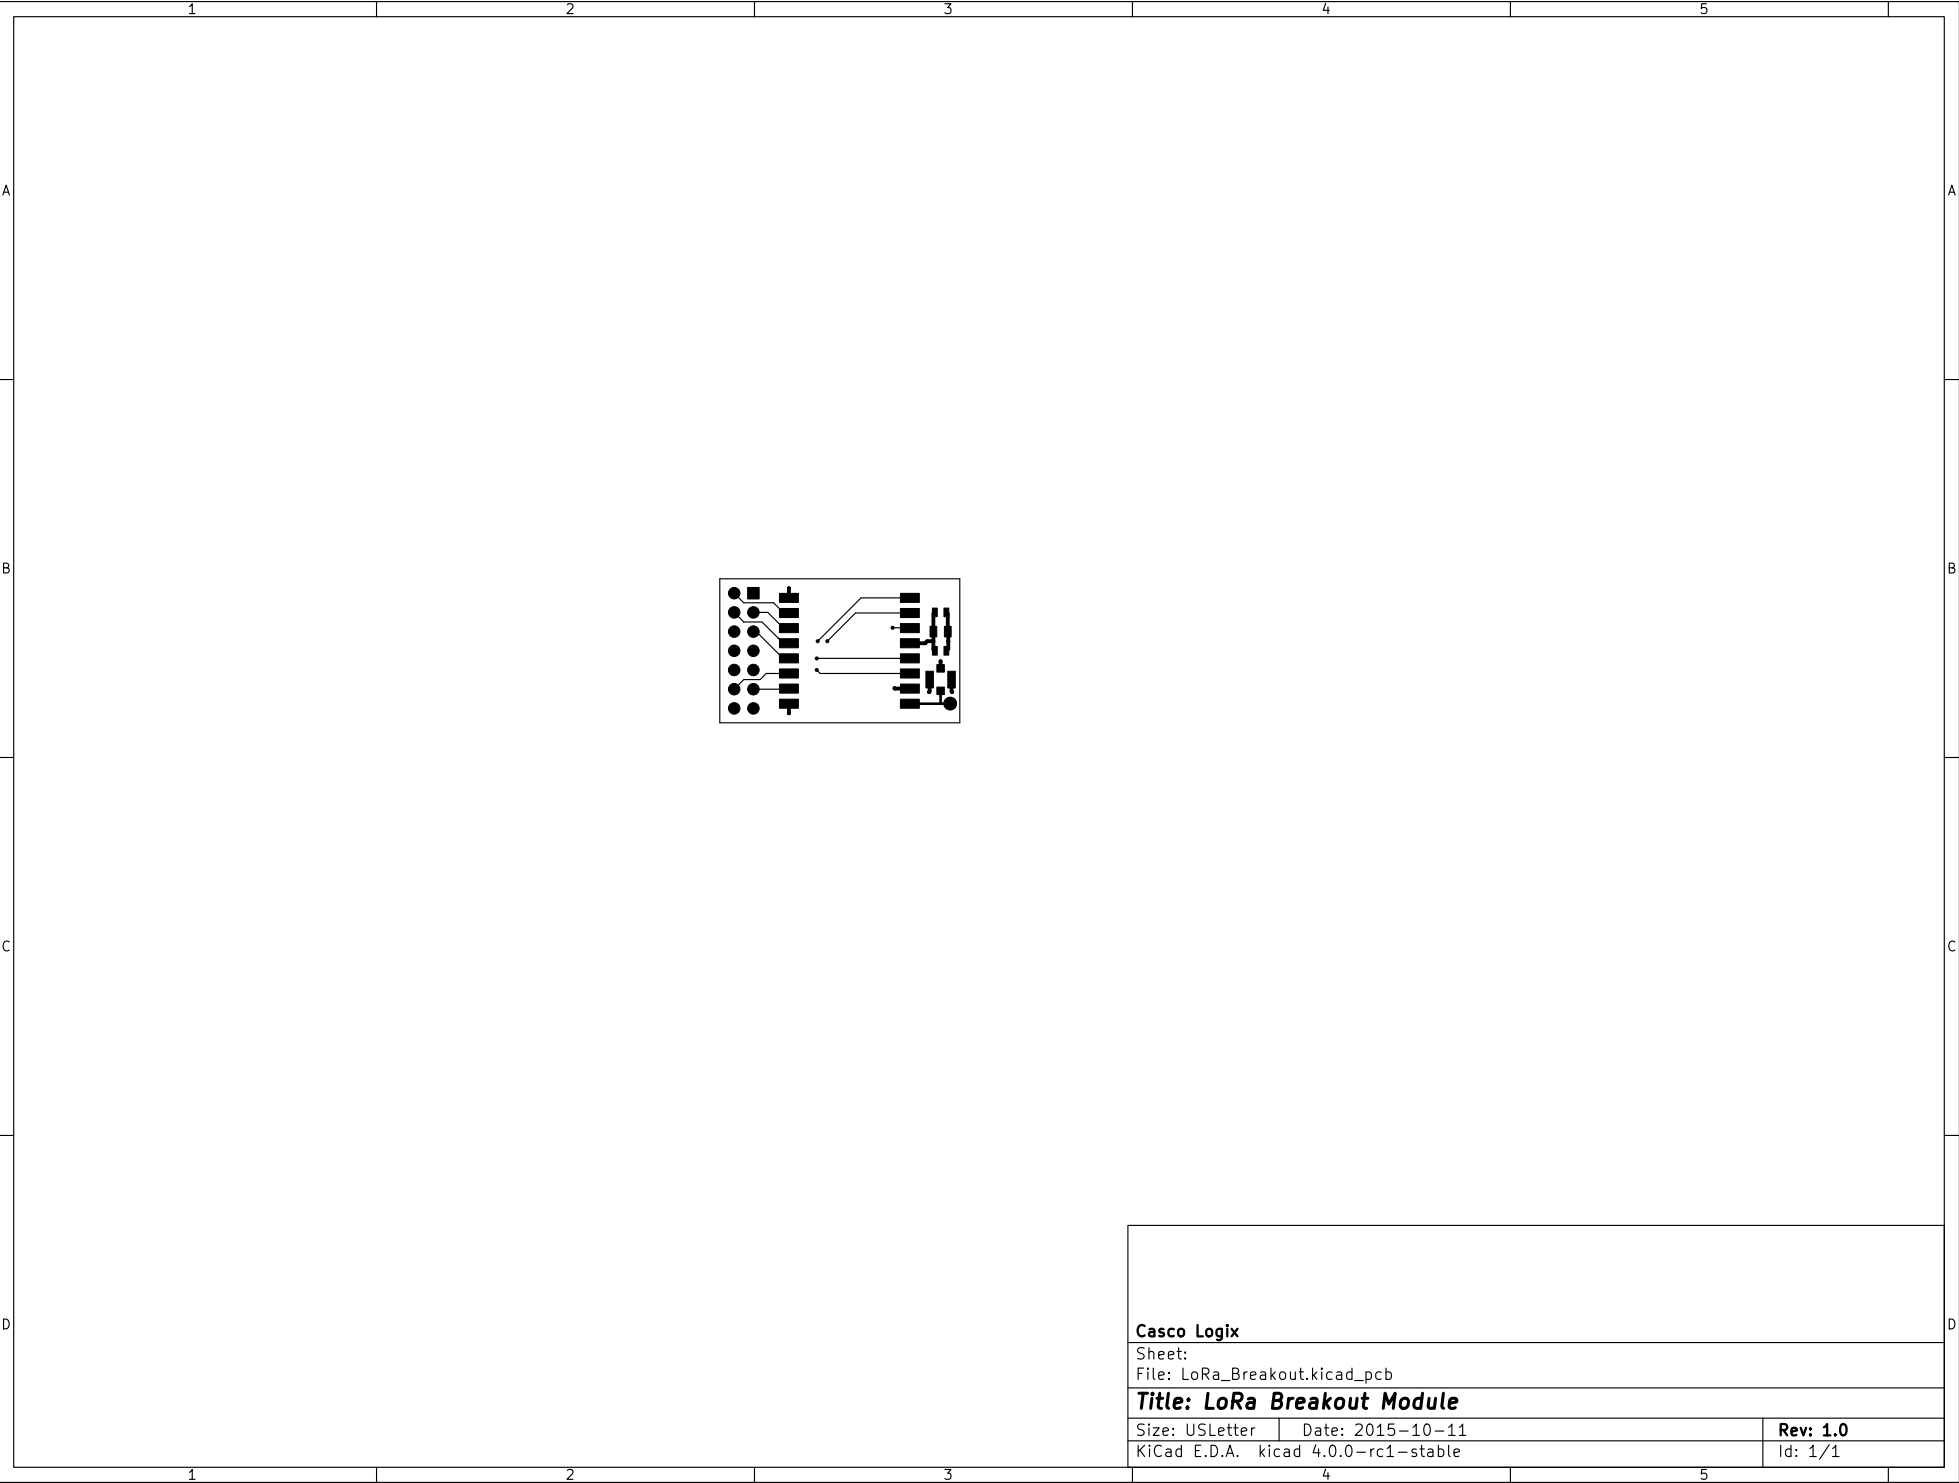 1 2 3 4 5
A A
B B
C C
D D
Casco Logix
Sheet:
File: LoRa_Breakout.kicad_pcb
Title: LoRa Breakout Module
Size: USLetter Date: 2015-10-11 Rev: 1.0
KiCad E.D.A. kicad 4.0.0-rc1-stable Id: 1/1
1 2 3 4 5